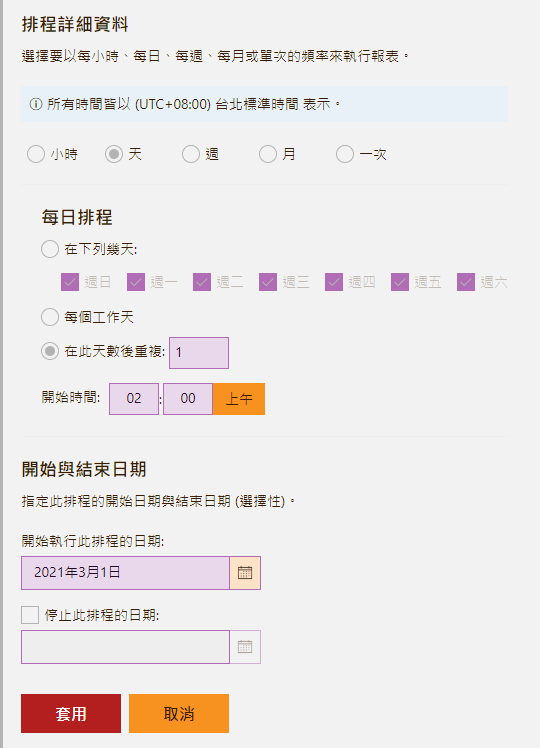 排程詳細資料
選擇要以每小時、每日、每週、每月或單次的頻率來執行報表。
所有時間皆以 (UTC+08:00) 台北標準時間 表示。
小時 天 週 月 一次
每日排程
在下列幾天:
週日 週一 週二 週三 週四 週五 週六
每個工作天
在此天數後重複: 1
開始時間: 02 : 00 上午
開始與結束日期
指定此排程的開始日期與結束日期 (選擇性)。
開始執行此排程的日期:
2021年3月1日
停止此排程的日期:
套用 取消